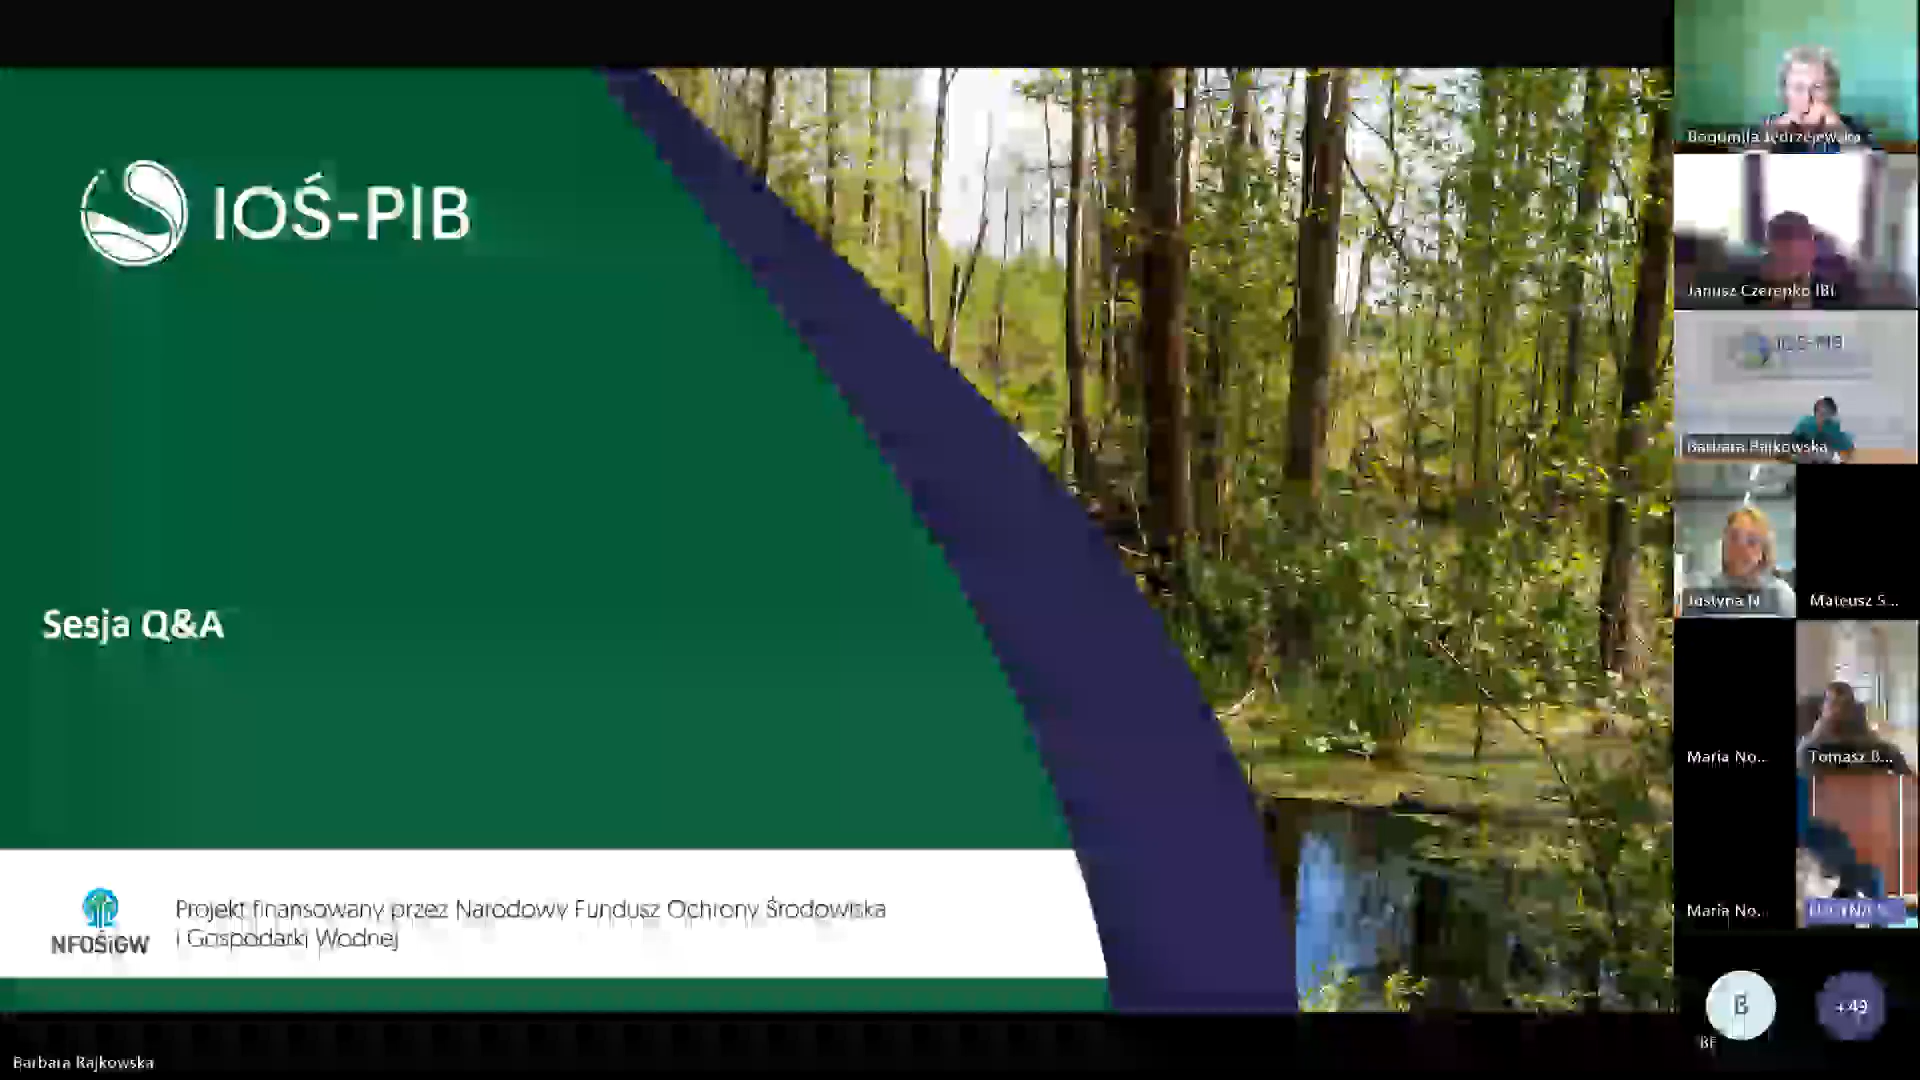 IOŚ-PIB
Sesja Q&A
NFOŚiGW
Projekt finansowany przez Narodowy Fundusz Ochrony Środowiska
i Gospodarki Wodnej
Barbara Rajkowska
Bogumiła Jędrzejewska
Janusz Czerepko IBL
IOŚ-PIB
Barbara Rajkowska
Justyna N
Mateusz S...
Maria No...
Tomasz B...
Maria No...
B
+49